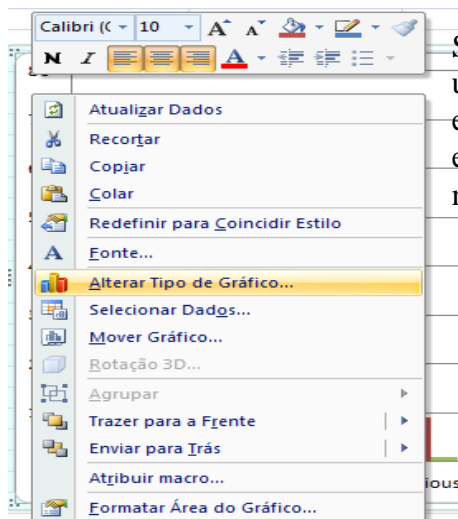 Calibri (C 10 A A
N I A
Atualizar Dados
Recortar
Copiar
Colar
Redefinir para Coincidir Estilo
Fonte...
Alterar Tipo de Gráfico...
Selecionar Dados...
Mover Gráfico...
Rotação 3D...
Agrupar
Trazer para a Frente
Enviar para Trás
Atribuir macro...
Formatar Área do Gráfico...
ious